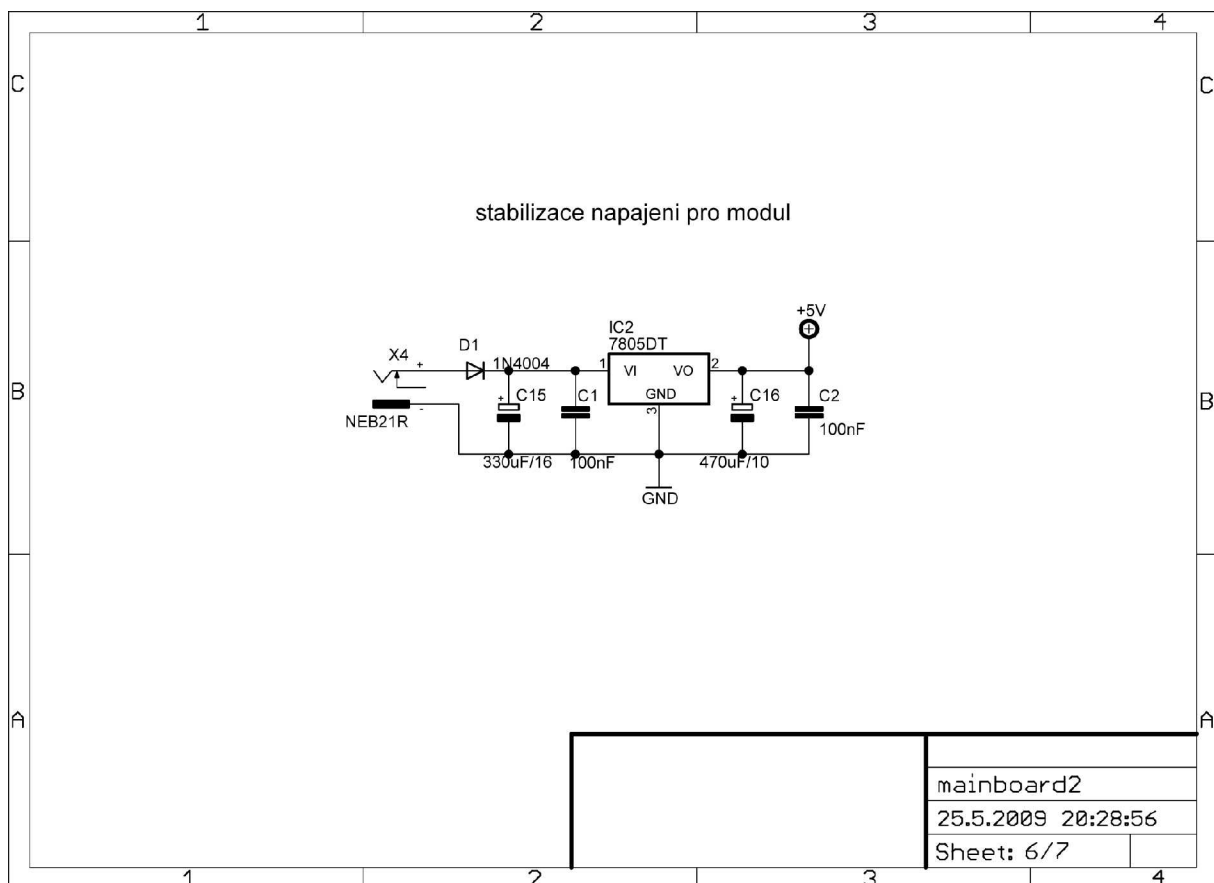 1 2 3 4
C C
stabilizace napajeni pro modul
+5V
IC2
7805DT
D1
X4 + 1N4004 1 VI VO 2
B B
+ C15 C1 GND + C16 C2
3
NEB21R - 100nF
330uF/16 100nF 470uF/10
GND
A A
mainboard2
25.5.2009 20:28:56
Sheet: 6/7
1 2 3 4